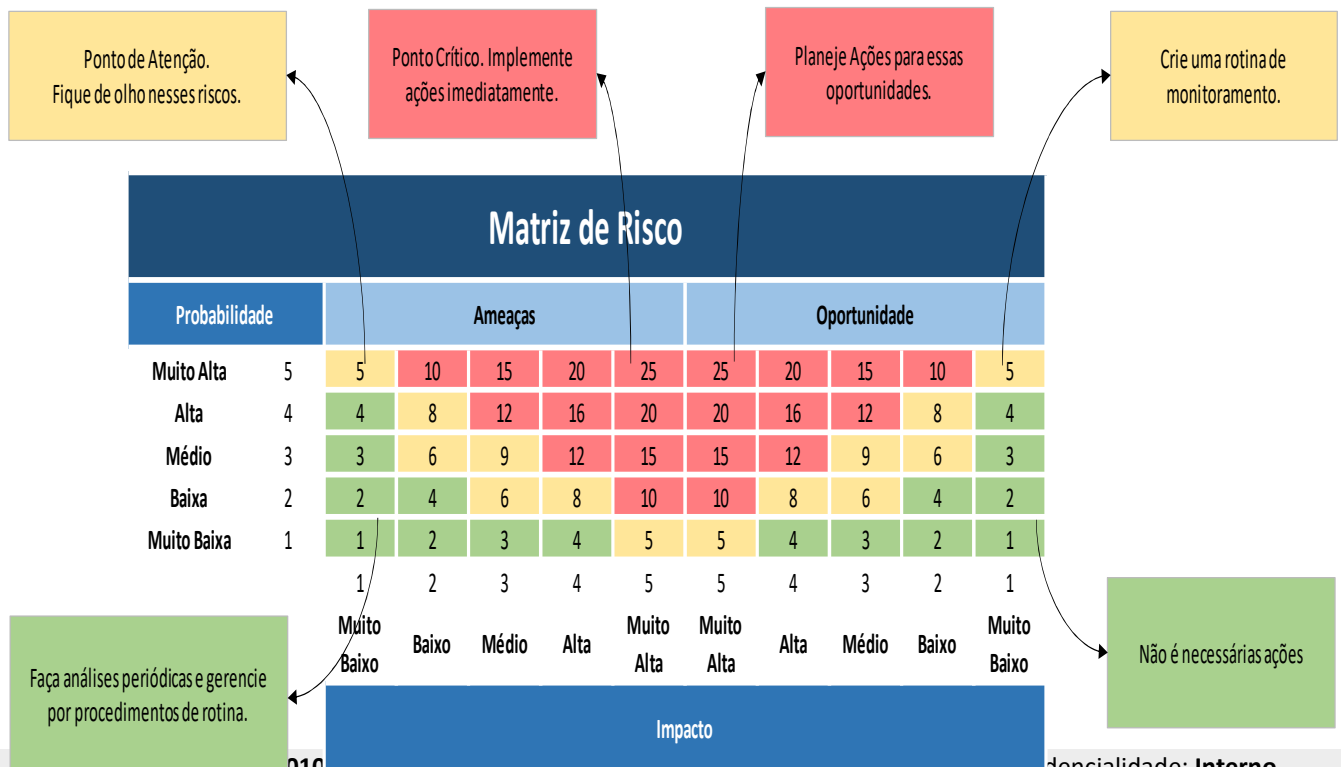 Ponto de Atenção.
Fique de olho nesses riscos.
Ponto Crítico. Implemente
ações imediatamente.
Planeje Ações para essas
oportunidades.
Crie uma rotina de
monitoramento.
Matriz de Risco
Probabilidade
Ameaças
Oportunidade
Muito Alta 5 5 10 15 20 25 25 20 15 10 5
Alta 4 4 8 12 16 20 20 16 12 8 4
Médio 3 3 6 9 12 15 15 12 9 6 3
Baixa 2 2 4 6 8 10 10 8 6 4 2
Muito Baixa 1 1 2 3 4 5 5 4 3 2 1
1 2 3 4 5 5 4 3 2 1
Muito Baixo
Baixo
Médio
Alta
Muito Alta
Muito Alta
Alta
Médio
Baixo
Muito Baixo
Faça análises periódicas e gerencie
por procedimentos de rotina.
Não é necessárias ações
Impacto
dencialidade: Interno